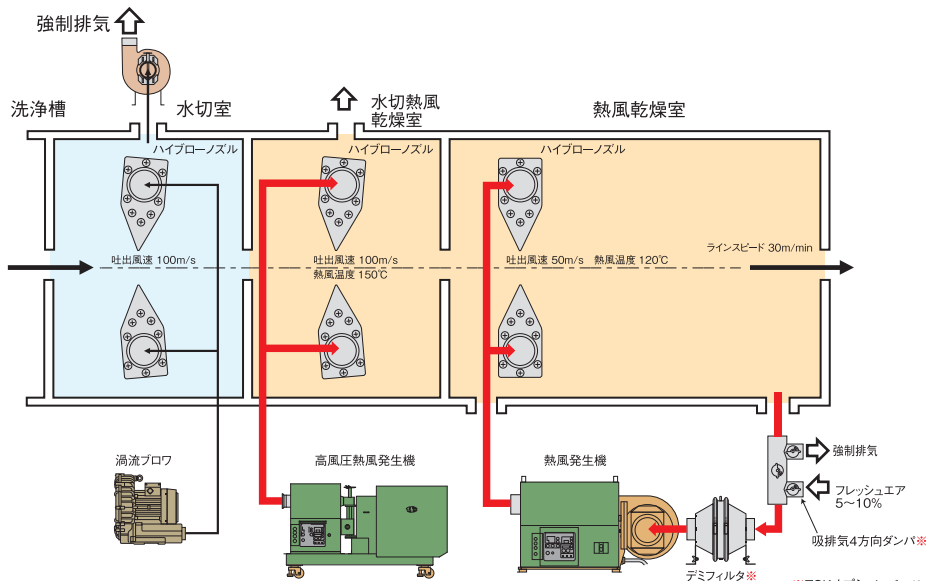 強制排気
洗浄槽
水切室
水切熱風
乾燥室
熱風乾燥室
ハイブローノズル
ハイブローノズル
ハイブローノズル
吐出風速 100m/s
吐出風速 100m/s
熱風温度 150℃
吐出風速 50m/s 熱風温度 120℃
ラインスピード 30m/min
渦流ブロワ
高風圧熱風発生機
熱風発生機
強制排気
フレッシュエア
5〜10%
吸排気4方向ダンパ※
デミフィルタ※